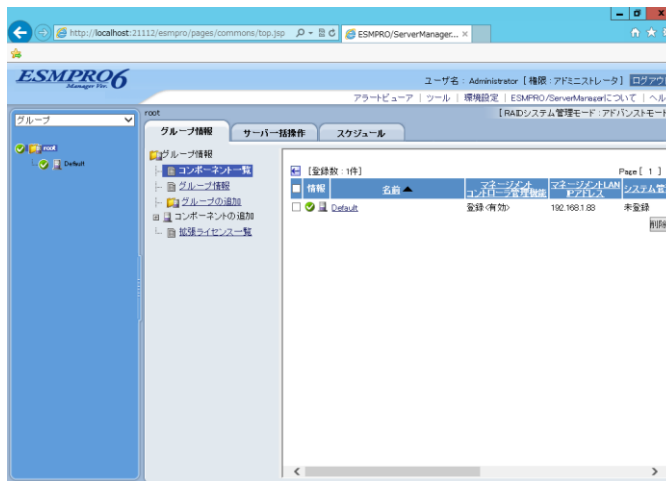 http://localhost:21112/esmpro/pages/commons/top.jsp
ESMPRO/ServerManager...
ESMPRO6
Manager Ver.
ユーザ名 : Administrator [ 権限 : アドミニストレータ ]
アラートビューア | ツール | 環境設定 | ESMPRO/ServerManagerについて | ヘル
グループ
root
[ RAIDシステム管理モード : アドバンストモード
グループ情報
サーバー一括操作
スケジュール
root
Default
グループ情報
コンポーネント一覧
グループ情報
グループの追加
コンポーネントの追加
拡張ライセンス一覧
[登録数 : 1件]
Page [ 1 ]
情報
名前
マネージメント
コントローラ管理機能
マネージメントLAN
IPアドレス
システム管
Default
登録<有効>
192.168.1.83
未登録